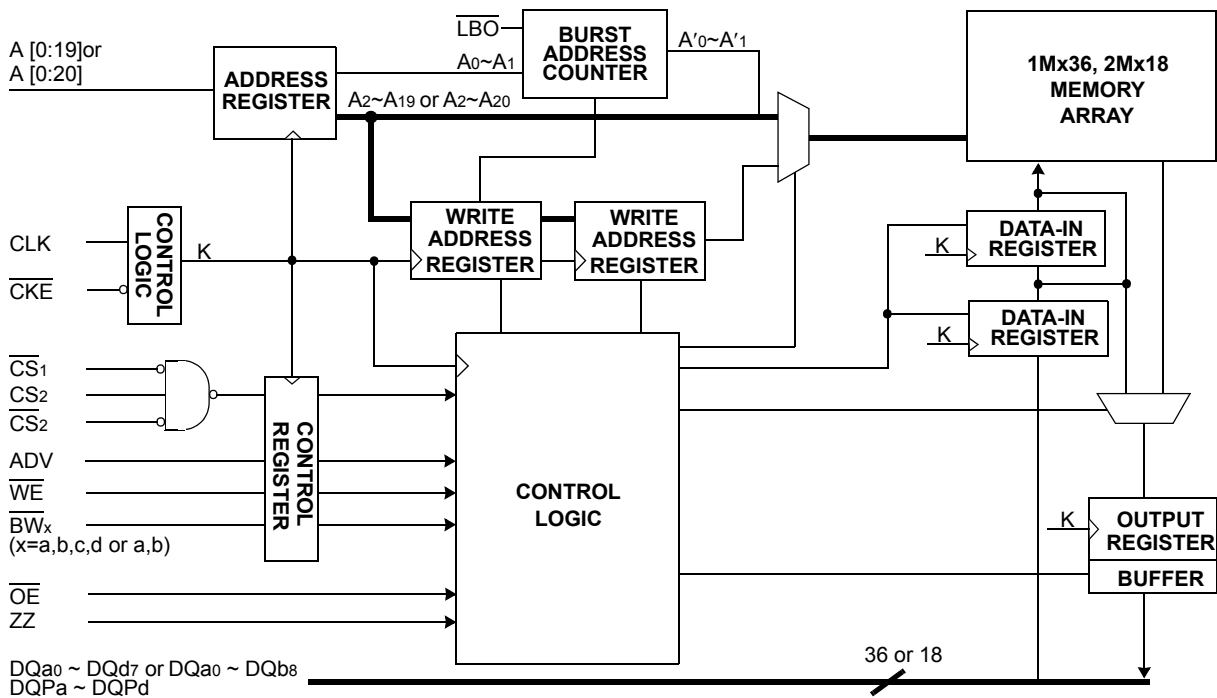 A [0:19]or
A [0:20]
ADDRESS
REGISTER
LBO
A0~A1
BURST
ADDRESS
COUNTER
A′0~A′1
A2~A19 or A2~A20
1Mx36, 2Mx18
MEMORY
ARRAY
CLK
CKE
CONTROL
LOGIC
K
WRITE
ADDRESS
REGISTER
WRITE
ADDRESS
REGISTER
K
DATA-IN
REGISTER
K
DATA-IN
REGISTER
CS1
CS2
CS2
ADV
WE
BWx
(x=a,b,c,d or a,b)
OE
ZZ
CONTROL
REGISTER
CONTROL
LOGIC
K
OUTPUT
REGISTER
BUFFER
DQa0 ~ DQd7 or DQa0 ~ DQb8
DQPa ~ DQPd
36 or 18